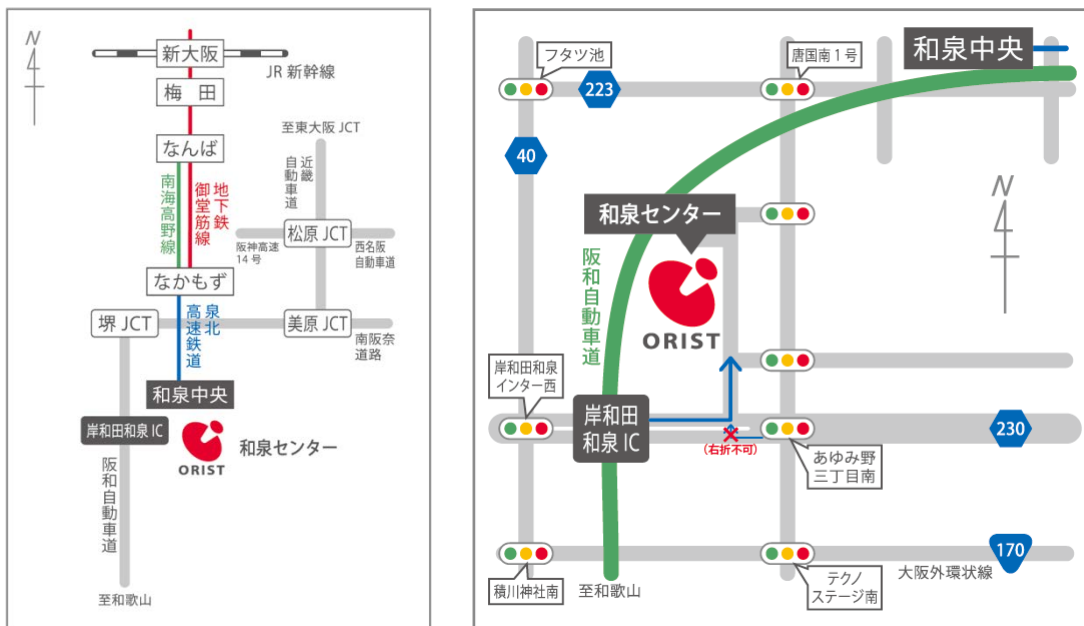 N
新大阪
JR 新幹線
梅 田
なんば
至東大阪 JCT
近畿
自動車道
南海高野線
地下鉄
御堂筋線
松原 JCT
阪神高速
14 号
西名阪
自動車道
なかもず
堺 JCT
泉北
高速鉄道
美原 JCT
南阪奈
道路
和泉中央
岸和田和泉 IC
ORIST
和泉センター
阪和自動車道
至和歌山
フタツ池
唐国南 1 号
和泉中央
223
40
N
和泉センター
阪和自動車道
ORIST
岸和田和泉
インター西
岸和田
和泉 IC
(右折不可)
230
あゆみ野
三丁目南
170
大阪外環状線
積川神社南
至和歌山
テクノ
ステージ南